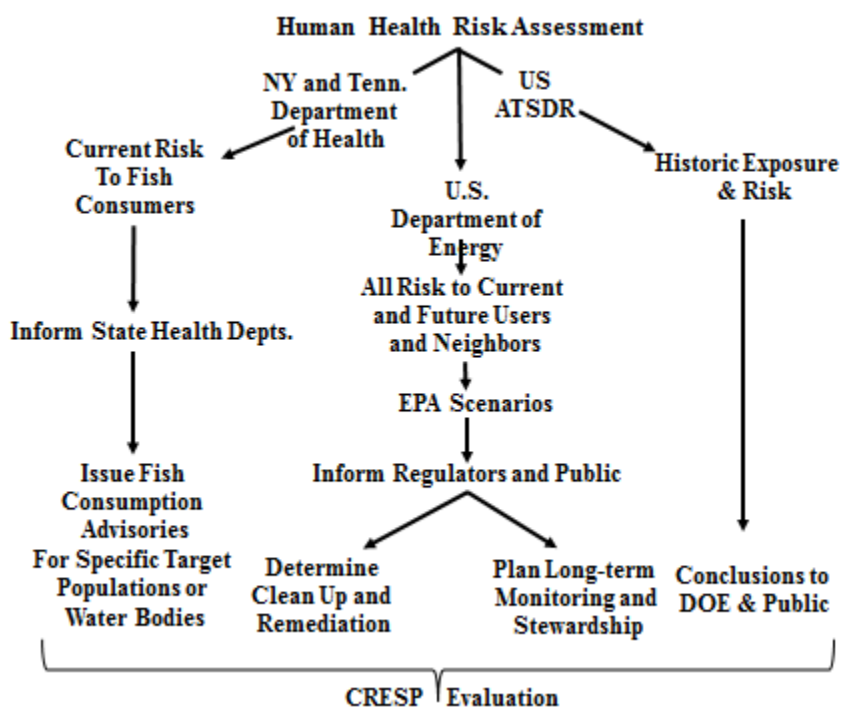 Human Health Risk Assessment
NY and Tenn.
Department
of Health
US
ATSDR
Current Risk
To Fish
Consumers
Historic Exposure
& Risk
U.S.
Department of
Energy
All Risk to Current
and Future Users
and Neighbors
Inform State Health Depts.
EPA Scenarios
Inform Regulators and Public
Issue Fish
Consumption
Advisories
For Specific Target
Populations or
Water Bodies
Determine
Clean Up and
Remediation
Plan Long-term
Monitoring and
Stewardship
Conclusions to
DOE & Public
CRESP Evaluation